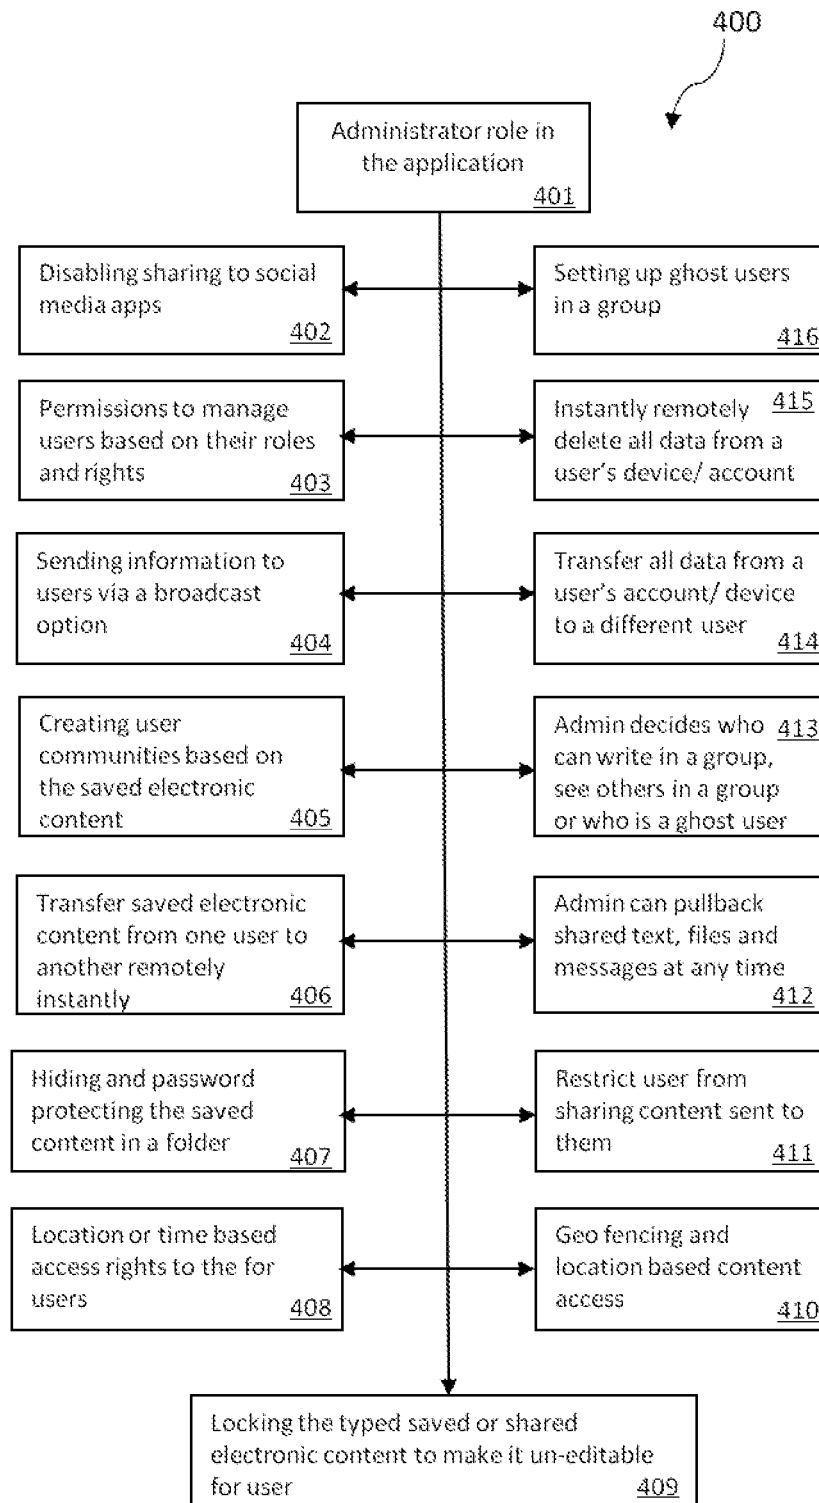 400
Administrator role in
the application
401
Disabling sharing to social
media apps
402
Setting up ghost users
in a group
416
Permissions to manage
users based on their roles
and rights
403
415
Instantly remotely
delete all data from a
user's device/ account
Sending information to
users via a broadcast
option
404
Transfer all data from a
user's account/ device
to a different user
414
Creating user
communities based on
the saved electronic
content
405
Admin decides who 413
can write in a group,
see others in a group
or who is a ghost user
Transfer saved electronic
content from one user to
another remotely
instantly
406
Admin can pullback
shared text, files and
messages at any time
412
Hiding and password
protecting the saved
content in a folder
407
Restrict user from
sharing content sent to
them
411
Location or time based
access rights to the for
users
408
Geo fencing and
location based content
access
410
Locking the typed saved or shared
electronic content to make it un-editable
for user
409